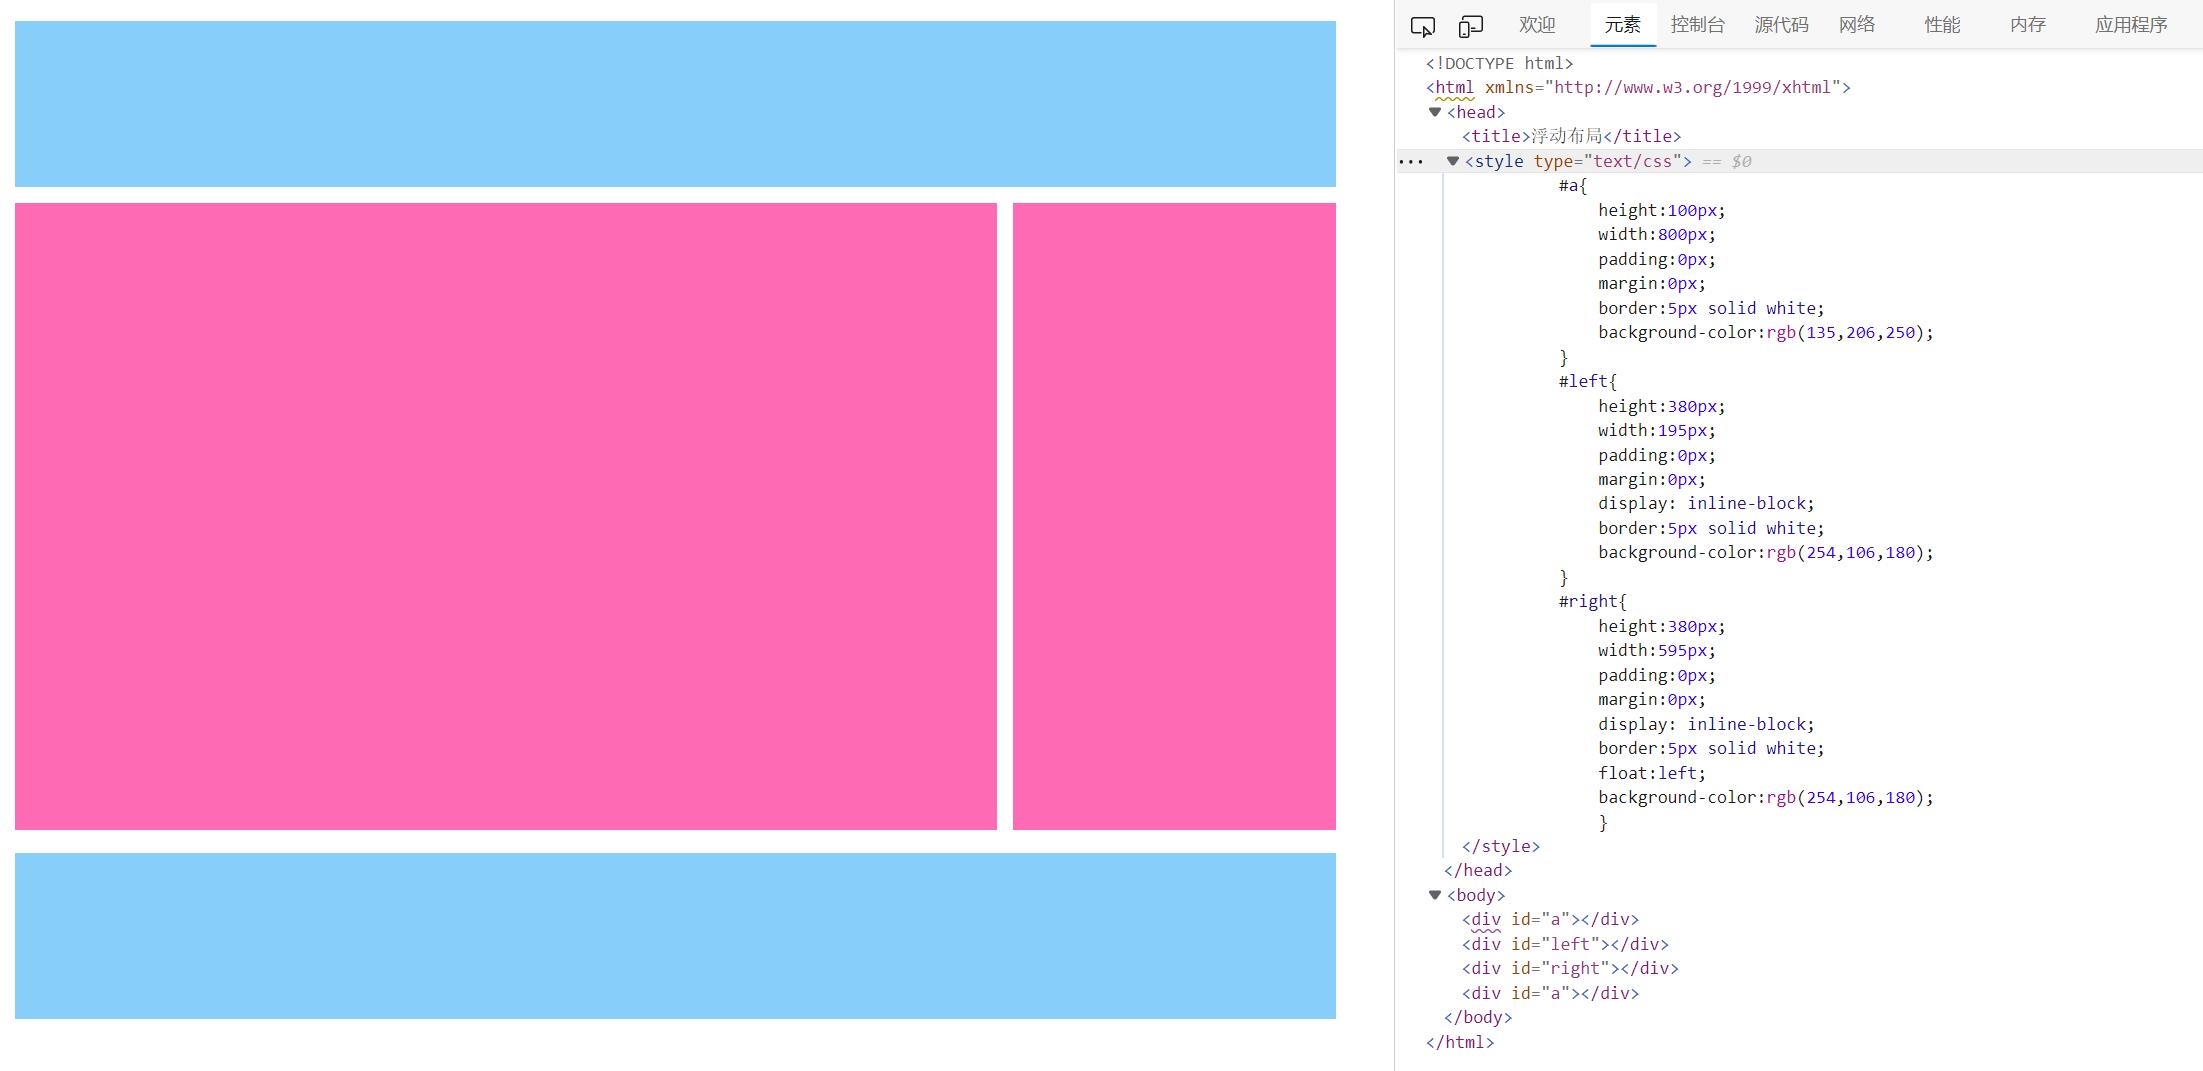 欢迎 元素 控制台 源代码 网络 性能 内存 应用程序
<!DOCTYPE html>
<html xmlns="http://www.w3.org/1999/xhtml">
<head>
<title>浮动布局</title>
... <style type="text/css"> == $0
#a{
height:100px;
width:800px;
padding:0px;
margin:0px;
border:5px solid white;
background-color:rgb(135,206,250);
}
#left{
height:380px;
width:195px;
padding:0px;
margin:0px;
display: inline-block;
border:5px solid white;
background-color:rgb(254,106,180);
}
#right{
height:380px;
width:595px;
padding:0px;
margin:0px;
display: inline-block;
border:5px solid white;
float:left;
background-color:rgb(254,106,180);
}
</style>
</head>
<body>
<div id="a"></div>
<div id="left"></div>
<div id="right"></div>
<div id="a"></div>
</body>
</html>